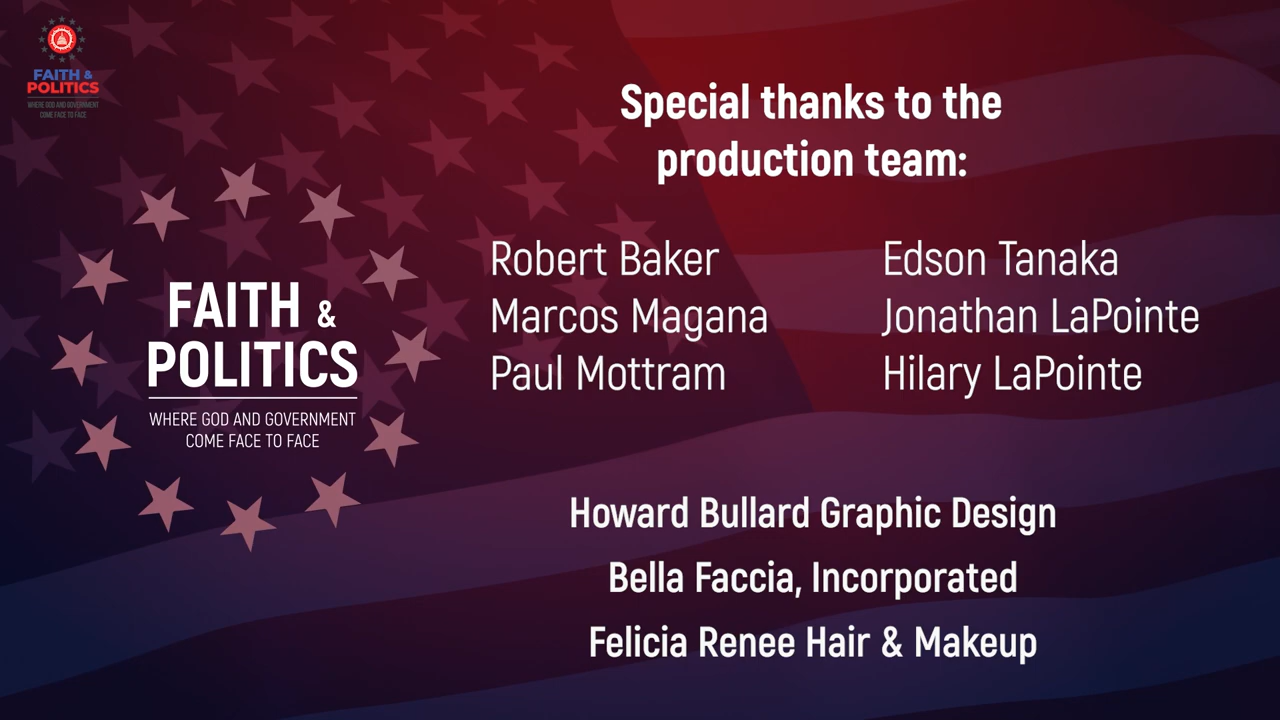 FAITH &
POLITICS
WHERE GOD AND GOVERNMENT
COME FACE TO FACE
FAITH &
POLITICS
WHERE GOD AND GOVERNMENT
COME FACE TO FACE
Special thanks to the
production team:
Robert Baker
Marcos Magana
Paul Mottram
Edson Tanaka
Jonathan LaPointe
Hilary LaPointe
Howard Bullard Graphic Design
Bella Faccia, Incorporated
Felicia Renee Hair & Makeup